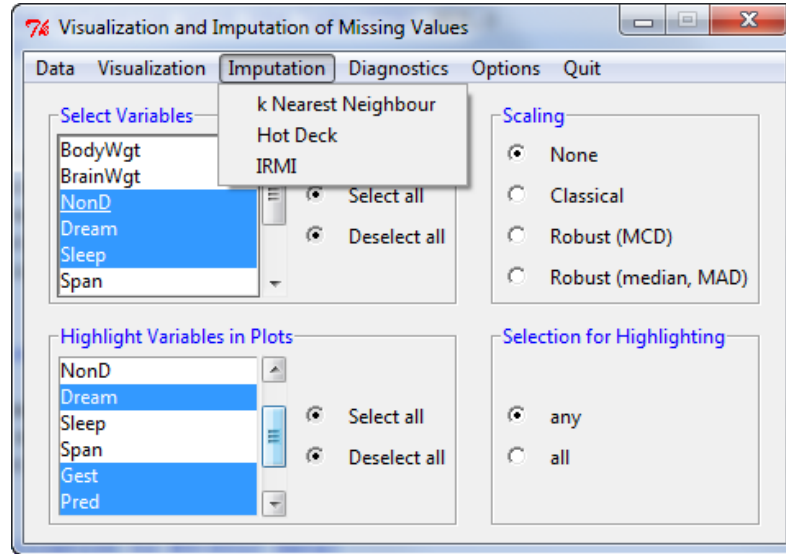 Visualization and Imputation of Missing Values
Data Visualization Imputation Diagnostics Options Quit
k Nearest Neighbour
Hot Deck
IRMI
Select Variables
BodyWgt
BrainWgt
NonD
Dream
Sleep
Span
Select all
Deselect all
Scaling
None
Classical
Robust (MCD)
Robust (median, MAD)
Highlight Variables in Plots
NonD
Dream
Sleep
Span
Gest
Pred
Select all
Deselect all
Selection for Highlighting
any
all